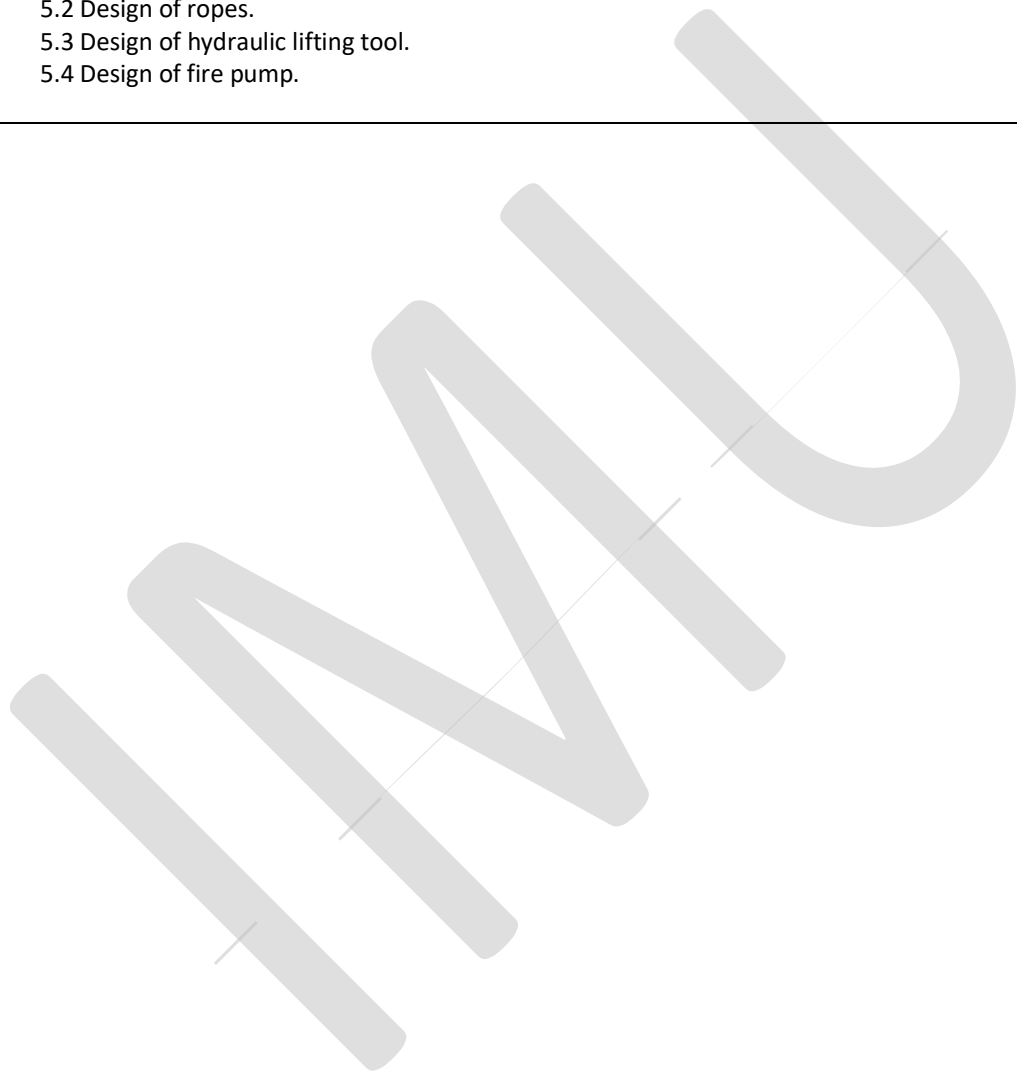 5.2 Design of ropes.
5.3 Design of hydraulic lifting tool.
5.4 Design of fire pump.
IMU